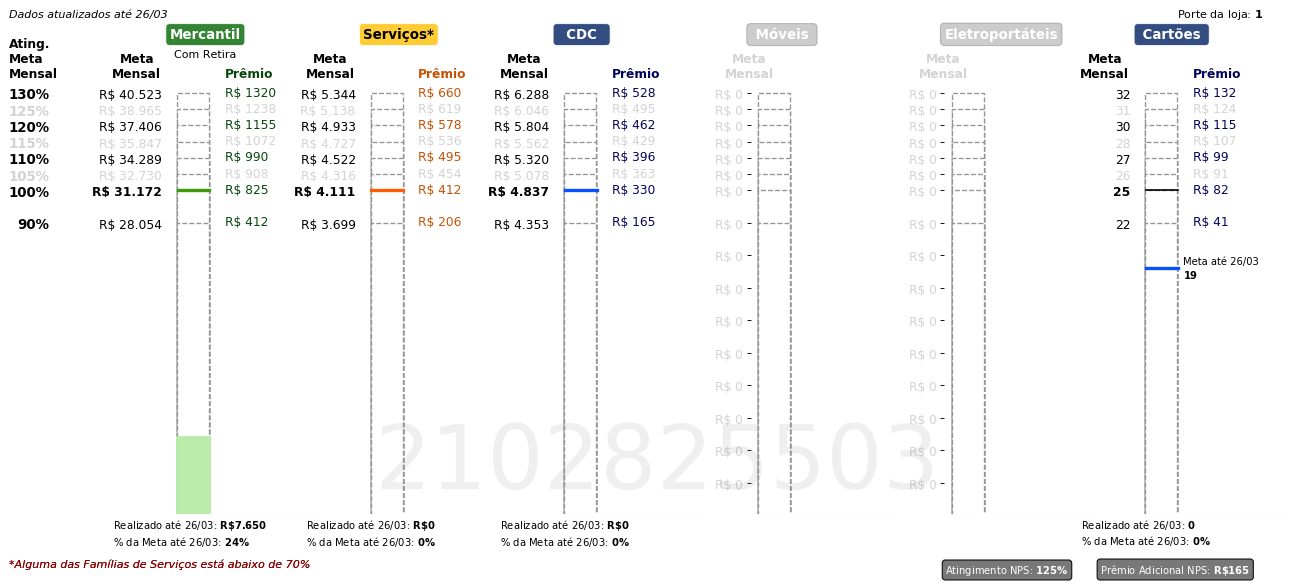 Dados atualizados até 26/03
Porte da loja: 1
Mercantil Serviços* CDC Móveis Eletroportáteis Cartões
Com Retira
Ating. Meta Mensal Meta Mensal Prêmio Meta Mensal Prêmio Meta Mensal Prêmio Meta Mensal Meta Mensal Meta Mensal Prêmio
130% R$ 40.523 R$ 1320 R$ 5.344 R$ 660 R$ 6.288 R$ 528 R$ 0 R$ 0 32 R$ 132
125% R$ 38.965 R$ 1238 R$ 5.138 R$ 619 R$ 6.046 R$ 495 R$ 0 R$ 0 31 R$ 124
120% R$ 37.406 R$ 1155 R$ 4.933 R$ 578 R$ 5.804 R$ 462 R$ 0 R$ 0 30 R$ 115
115% R$ 35.847 R$ 1072 R$ 4.727 R$ 536 R$ 5.562 R$ 429 R$ 0 R$ 0 28 R$ 107
110% R$ 34.289 R$ 990 R$ 4.522 R$ 495 R$ 5.320 R$ 396 R$ 0 R$ 0 27 R$ 99
105% R$ 32.730 R$ 908 R$ 4.316 R$ 454 R$ 5.078 R$ 363 R$ 0 R$ 0 26 R$ 91
100% R$ 31.172 R$ 825 R$ 4.111 R$ 412 R$ 4.837 R$ 330 R$ 0 R$ 0 25 R$ 82
90% R$ 28.054 R$ 412 R$ 3.699 R$ 206 R$ 4.353 R$ 165 R$ 0 R$ 0 22 R$ 41
R$ 0 R$ 0 Meta até 26/03
19
R$ 0 R$ 0
R$ 0 R$ 0
R$ 0 R$ 0
R$ 0 R$ 0
R$ 0 R$ 0
R$ 0 R$ 0
2102825503
R$ 0 R$ 0
Realizado até 26/03: R$7.650 Realizado até 26/03: R$0 Realizado até 26/03: R$0 Realizado até 26/03: 0
% da Meta até 26/03: 24% % da Meta até 26/03: 0% % da Meta até 26/03: 0% % da Meta até 26/03: 0%
*Alguma das Famílias de Serviços está abaixo de 70%
Atingimento NPS: 125% Prêmio Adicional NPS: R$165